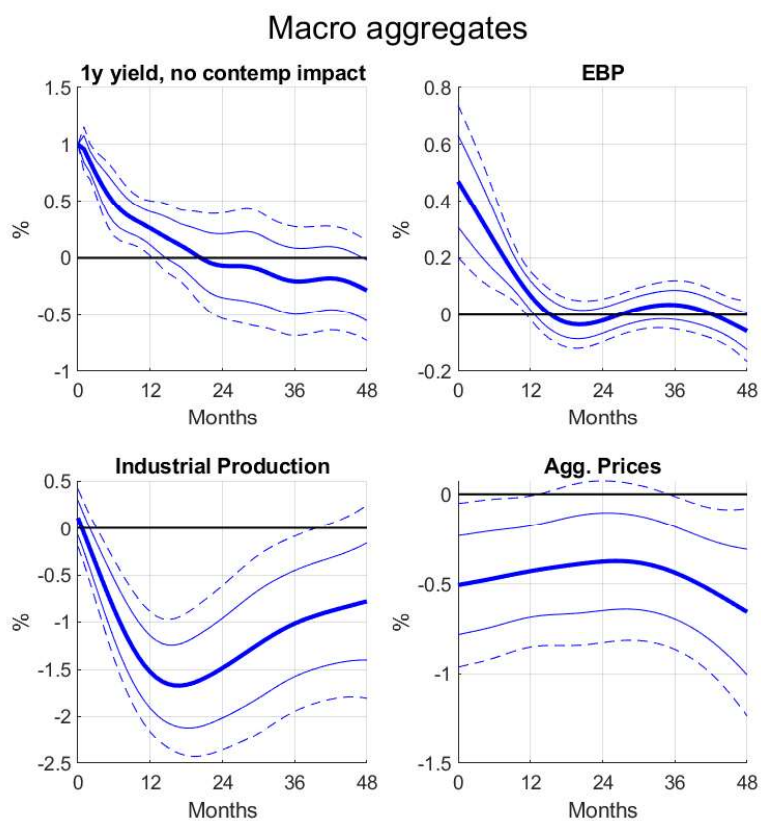 Macro aggregates
1y yield, no contemp impact
EBP
1.5
1
0.5
0
-0.5
-1
%
0 12 24 36 48
Months
0.8
0.6
0.4
0.2
0
-0.2
%
0 12 24 36 48
Months
Industrial Production
Agg. Prices
0.5
0
-0.5
-1
-1.5
-2
-2.5
%
0 12 24 36 48
Months
0
-0.5
-1
-1.5
%
0 12 24 36 48
Months